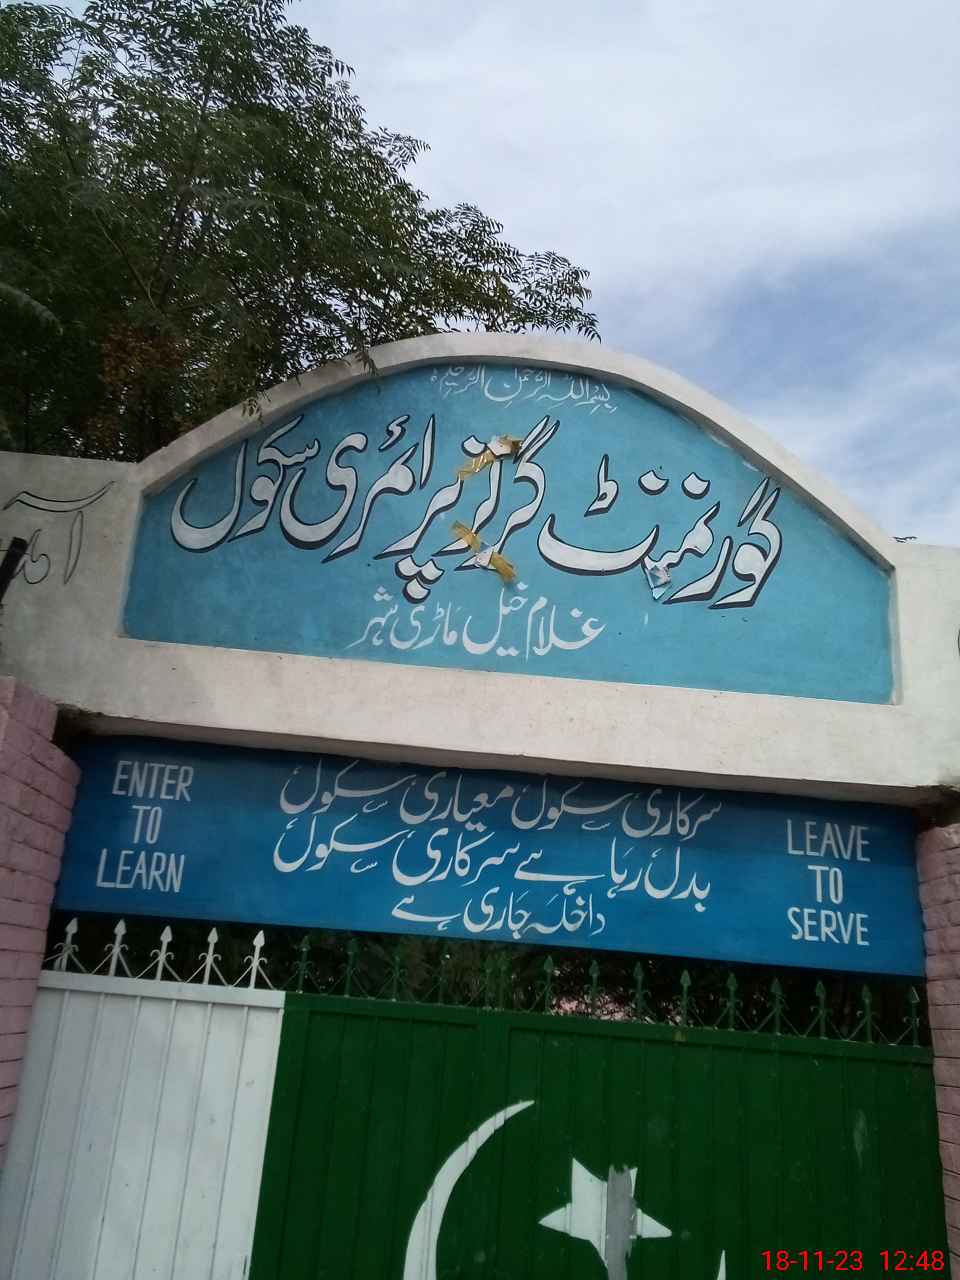 بسم اللہ الرحمن الرحیم
گورنمنٹ گرلز پرائمری سکول
غلام خیل ماڑی شہر
ENTER
TO
LEARN
سرکاری سکول معیاری سکول
بدل رہا ہے سرکاری سکول
داخلہ جاری ہے
LEAVE
TO
SERVE
18-11-23 12:48